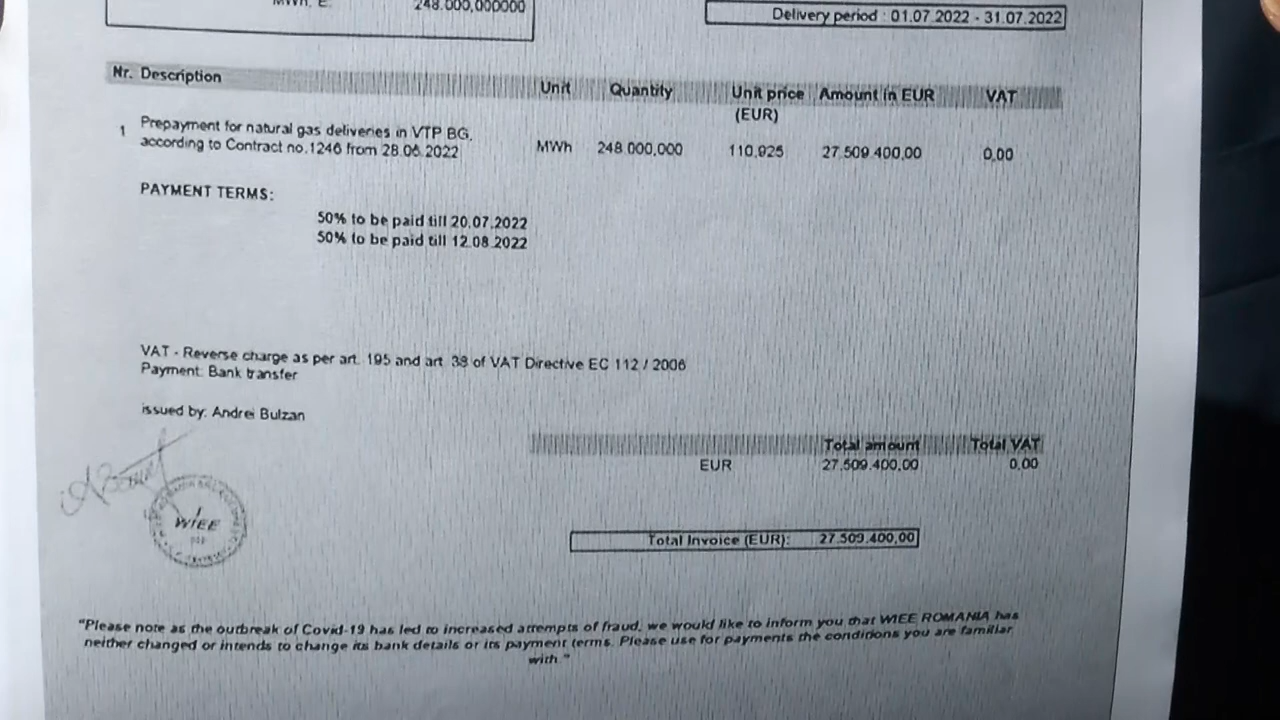 MWh, E: 248.000,000000
Delivery period : 01.07.2022 - 31.07.2022
Nr. Description Unit Quantity Unit price (EUR) Amount in EUR VAT
1 Prepayment for natural gas deliveries in VTP BG,
according to Contract no.1246 from 28.06.2022 MWh 248.000,000 110,925 27.509.400,00 0,00
PAYMENT TERMS:
50% to be paid till 20.07.2022
50% to be paid till 12.08.2022
VAT - Reverse charge as per art. 195 and art. 38 of VAT Directive EC 112 / 2006
Payment: Bank transfer
issued by: Andrei Bulzan
Total amount Total VAT
EUR 27.509.400,00 0,00
WIEE
Total Invoice (EUR): 27.509.400,00
"Please note as the outbreak of Covid-19 has led to increased attempts of fraud, we would like to inform you that WIEE ROMANIA has
neither changed or intends to change its bank details or its payment terms. Please use for payments the conditions you are familiar
with."